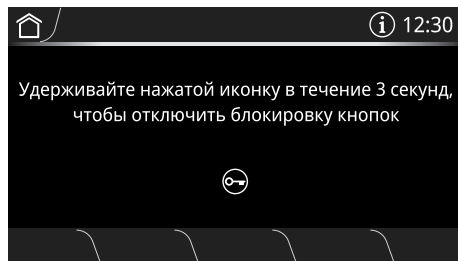 12:30
Удерживайте нажатой иконку в течение 3 секунд,
чтобы отключить блокировку кнопок